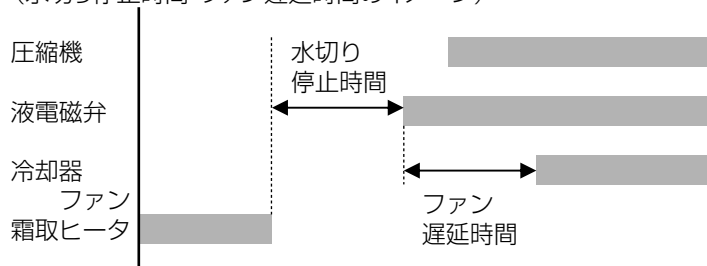 （水切り停止時間・ファン遅延時間のイメージ）
圧縮機
水切り
停止時間
液電磁弁
冷却器
ファン
ファン
遅延時間
霜取ヒータ